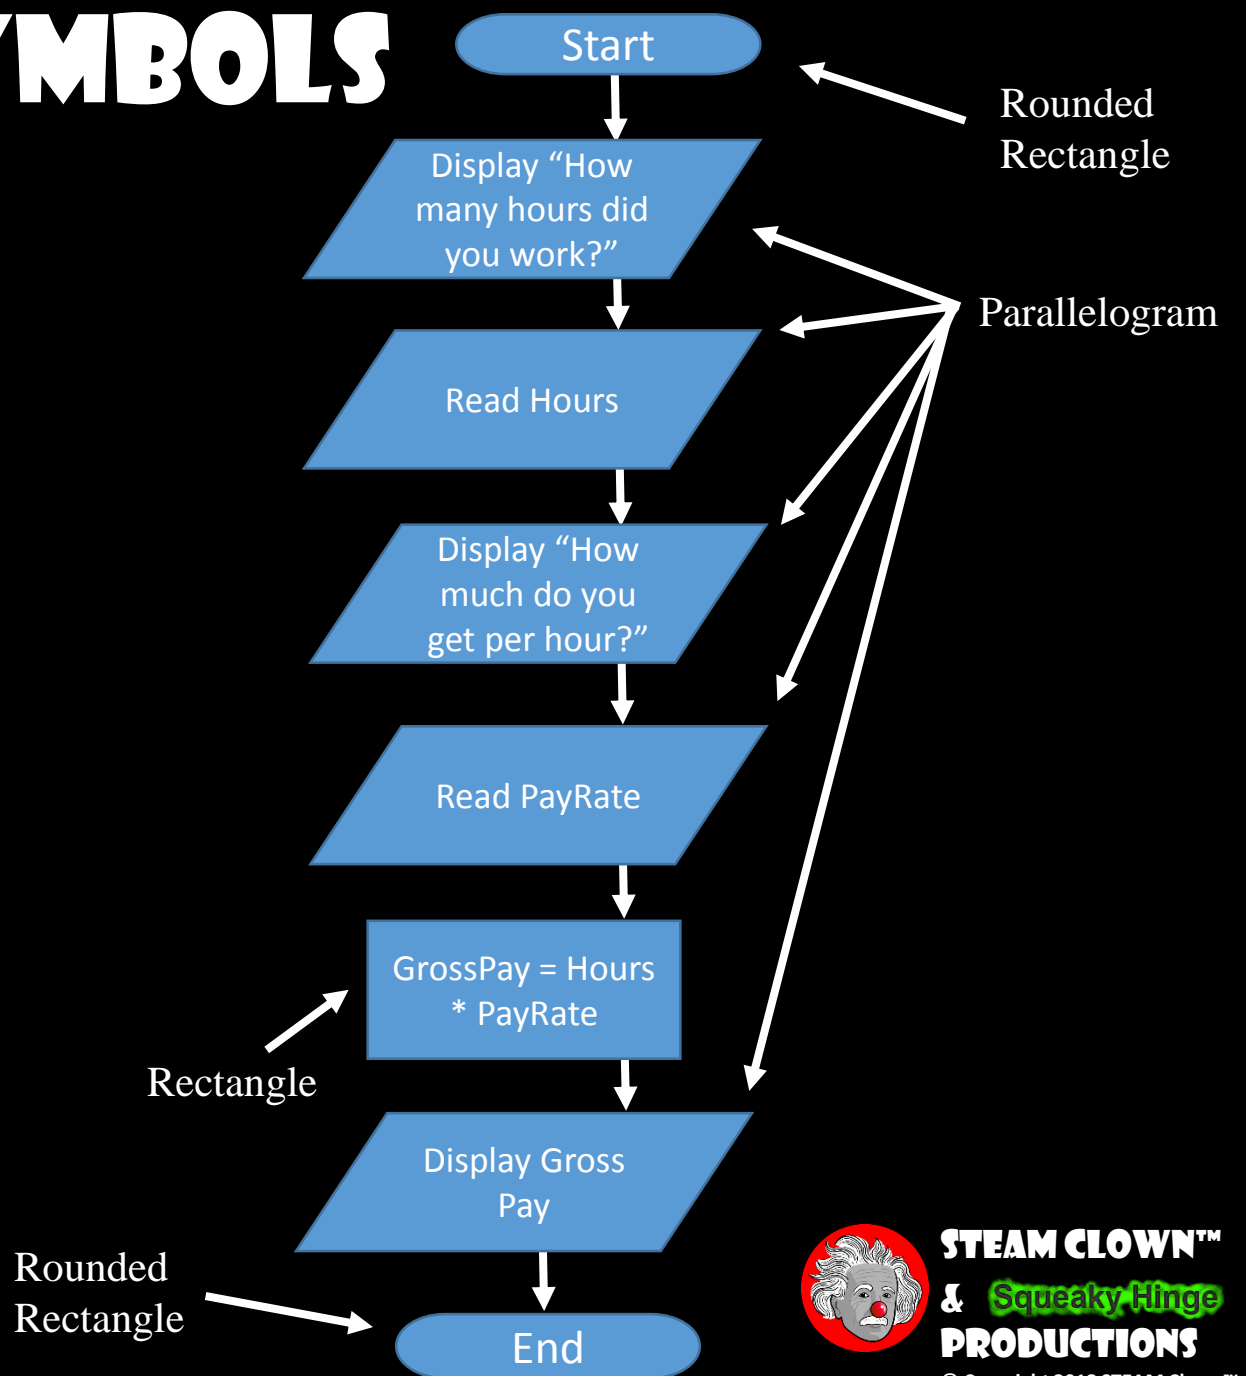 YMBOLS
Start
Rounded
Rectangle
Display “How
many hours did
you work?”
Parallelogram
Read Hours
Display “How
much do you
get per hour?”
Read PayRate
GrossPay = Hours
* PayRate
Rectangle
Display Gross
Pay
Rounded
Rectangle
End
STEAM CLOWN™
& Squeaky Hinge
PRODUCTIONS